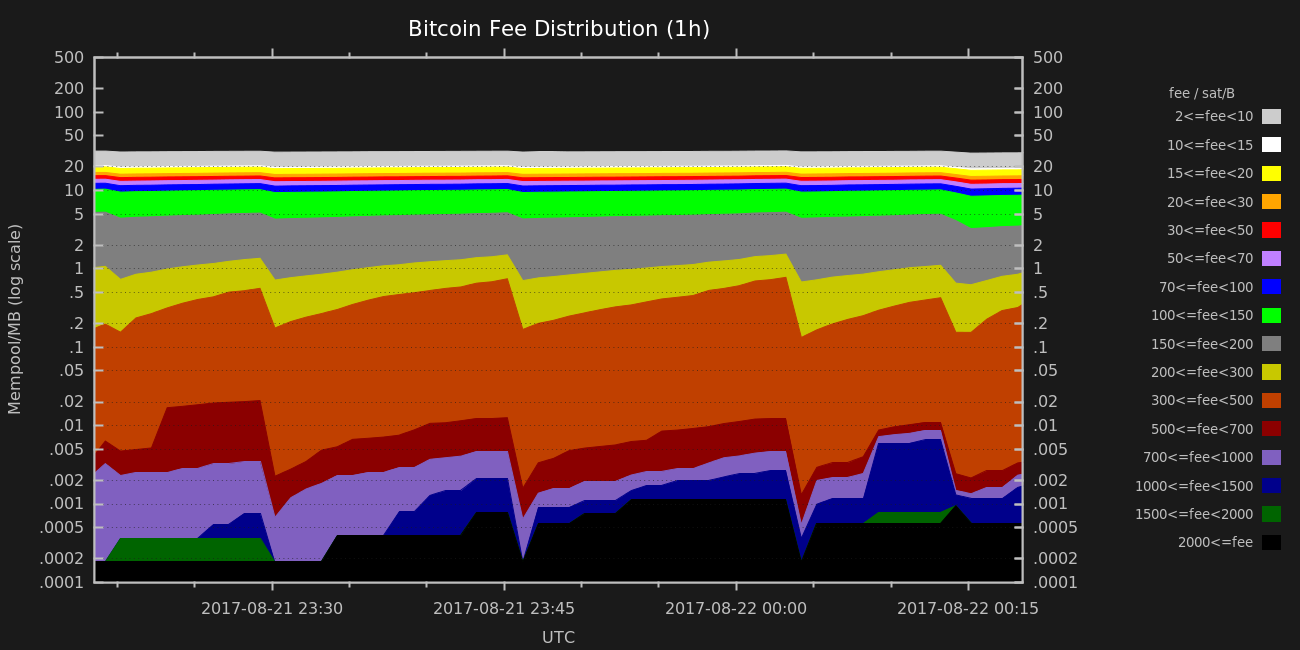 Bitcoin Fee Distribution (1h)
500
200
100
50
20
10
5
2
1
.5
.2
.1
.05
.02
.01
.005
.002
.001
.0005
.0002
.0001
Mempool/MB (log scale)
500
200
100
50
20
10
5
2
1
.5
.2
.1
.05
.02
.01
.005
.002
.001
.0005
.0002
.0001
2017-08-21 23:30
2017-08-21 23:45
2017-08-22 00:00
2017-08-22 00:15
UTC
fee / sat/B
2<=fee<10
10<=fee<15
15<=fee<20
20<=fee<30
30<=fee<50
50<=fee<70
70<=fee<100
100<=fee<150
150<=fee<200
200<=fee<300
300<=fee<500
500<=fee<700
700<=fee<1000
1000<=fee<1500
1500<=fee<2000
2000<=fee